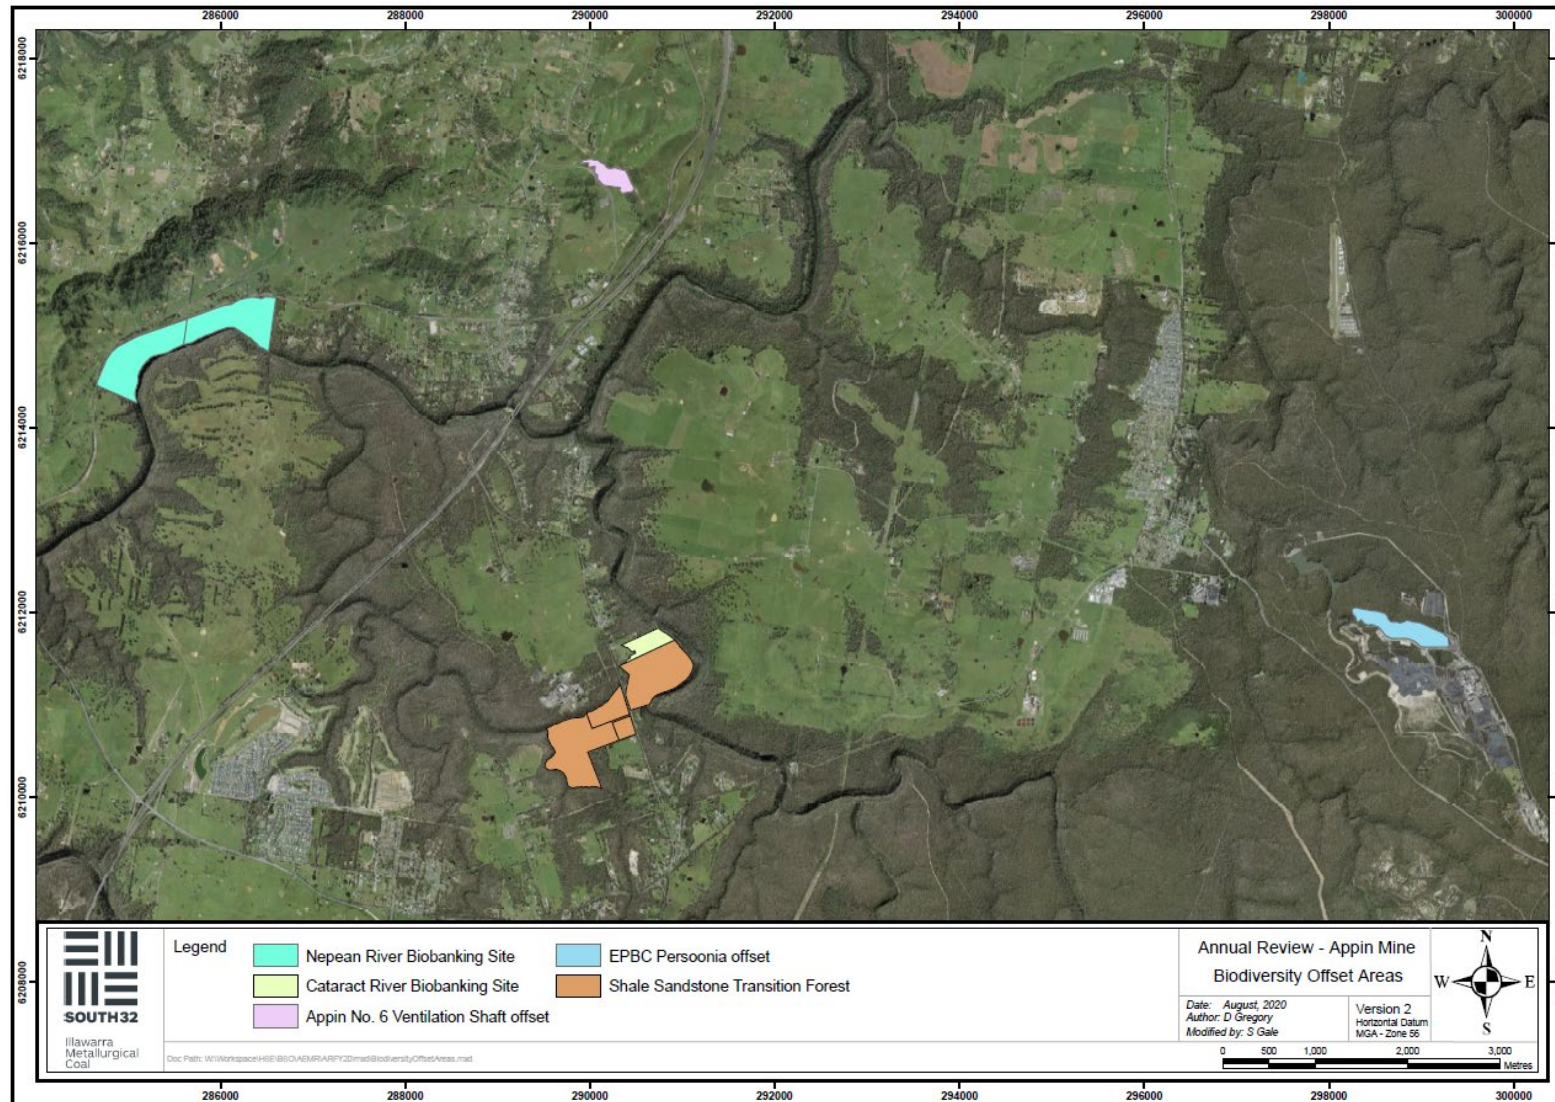 286000 288000 290000 292000 294000 296000 298000 300000
6218000
6216000
6214000
6212000
6210000
6208000
Legend
Nepean River Biobanking Site
Cataract River Biobanking Site
Appin No. 6 Ventilation Shaft offset
EPBC Persoonia offset
Shale Sandstone Transition Forest
SOUTH32
Illawarra
Metallurgical
Coal
Annual Review - Appin Mine
Biodiversity Offset Areas
Date: August, 2020
Author: D Gregory
Modified by: S Gale
Version 2
Horizontal Datum
MGA - Zone 56
N
W E
S
0 500 1,000 2,000 3,000
Metres
286000 288000 290000 292000 294000 296000 298000 300000